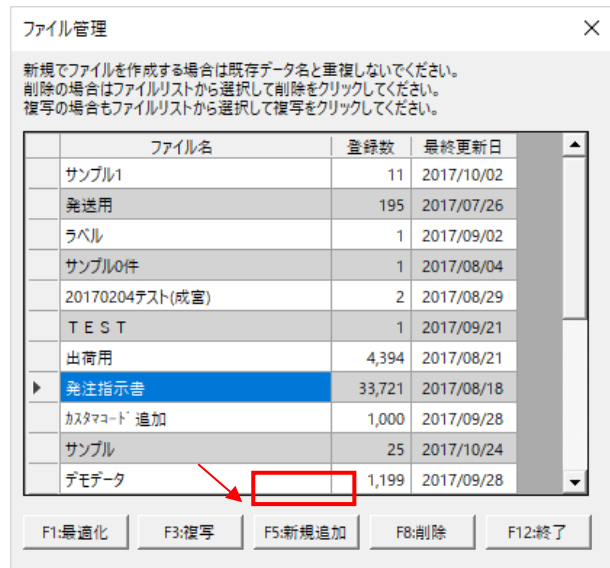 ファイル管理
新規でファイルを作成する場合は既存データ名と重複しないでください。
削除の場合はファイルリストから選択して削除をクリックしてください。
複写の場合もファイルリストから選択して複写をクリックしてください。
ファイル名 登録数 最終更新日
サンプル1 11 2017/10/02
発送用 195 2017/07/26
ラベル 1 2017/09/02
サンプル0件 1 2017/08/04
20170204テスト(成宮) 2 2017/08/29
ＴＥＳＴ 1 2017/09/21
出荷用 4,394 2017/08/21
発注指示書 33,721 2017/08/18
ｶｽﾀﾏｺｰﾄﾞ追加 1,000 2017/09/28
サンプル 25 2017/10/24
デモデータ 1,199 2017/09/28
F1:最適化 F3:複写 F5:新規追加 F8:削除 F12:終了